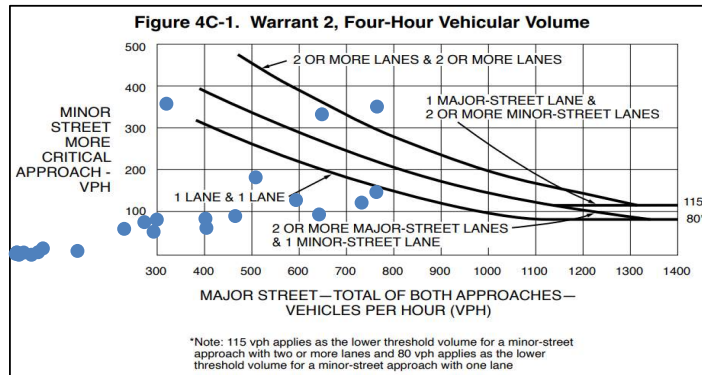 Figure 4C-1. Warrant 2, Four-Hour Vehicular Volume
500
400
300
200
100
MINOR
STREET
MORE
CRITICAL
APPROACH -
VPH
2 OR MORE LANES & 2 OR MORE LANES
1 MAJOR-STREET LANE &
2 OR MORE MINOR-STREET LANES
1 LANE & 1 LANE
2 OR MORE MAJOR-STREET LANES
& 1 MINOR-STREET LANE
115
80*
300 400 500 600 700 800 900 1000 1100 1200 1300 1400
MAJOR STREET—TOTAL OF BOTH APPROACHES—
VEHICLES PER HOUR (VPH)
*Note: 115 vph applies as the lower threshold volume for a minor-street
approach with two or more lanes and 80 vph applies as the lower
threshold volume for a minor-street approach with one lane